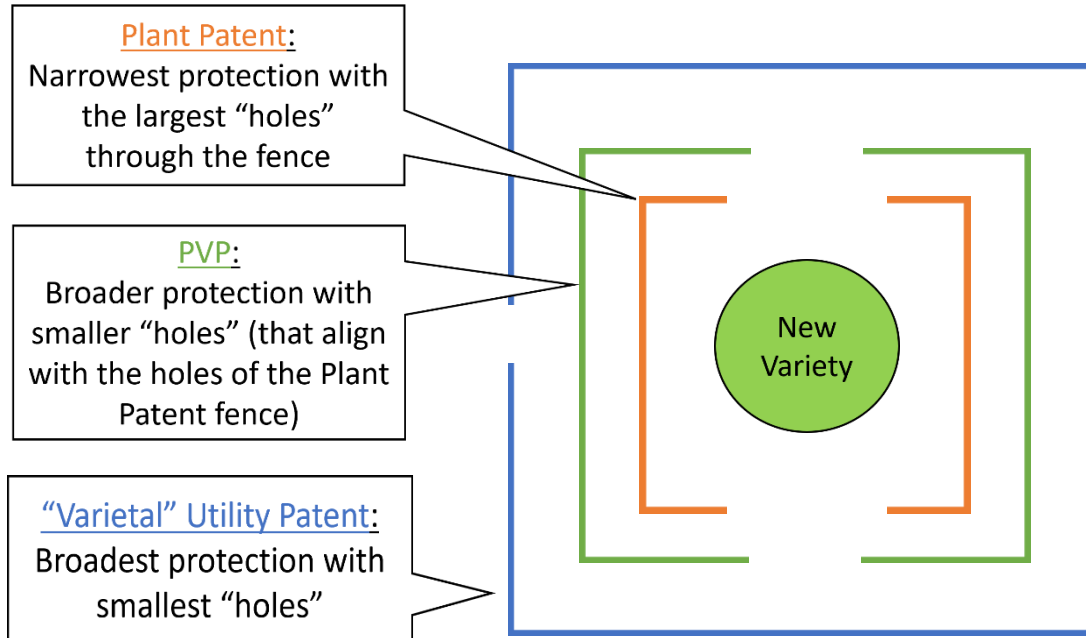 Plant Patent:
Narrowest protection with
the largest “holes”
through the fence
PVP:
Broader protection with
smaller “holes” (that align
with the holes of the Plant
Patent fence)
“Varietal” Utility Patent:
Broadest protection with
smallest “holes”
New
Variety